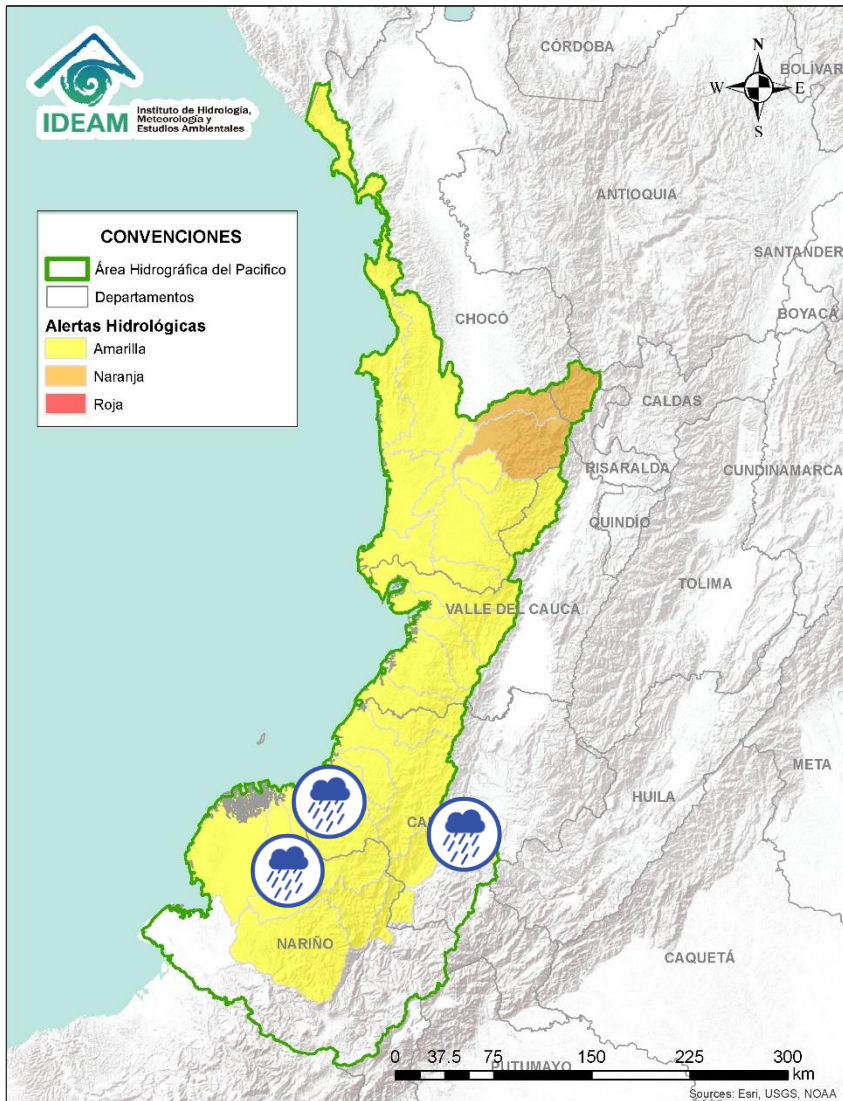 IDEAM
Instituto de Hidrología,
Meteorología y
Estudios Ambientales
N
W
E
S
CÓRDOBA
BOLÍVAR
ANTIOQUIA
SANTANDER
BOYACÁ
CHOCÓ
CALDAS
RISARALDA
CUNDINAMARCA
QUINDÍO
TOLIMA
VALLE DEL CAUCA
META
HUILA
CA
NARIÑO
CAQUETÁ
PUTUMAYO
CONVENCIONES
Área Hidrográfica del Pacifico
Departamentos
Alertas Hidrológicas
Amarilla
Naranja
Roja
0 37.5 75 150 225 300
km
Sources: Esri, USGS, NOAA